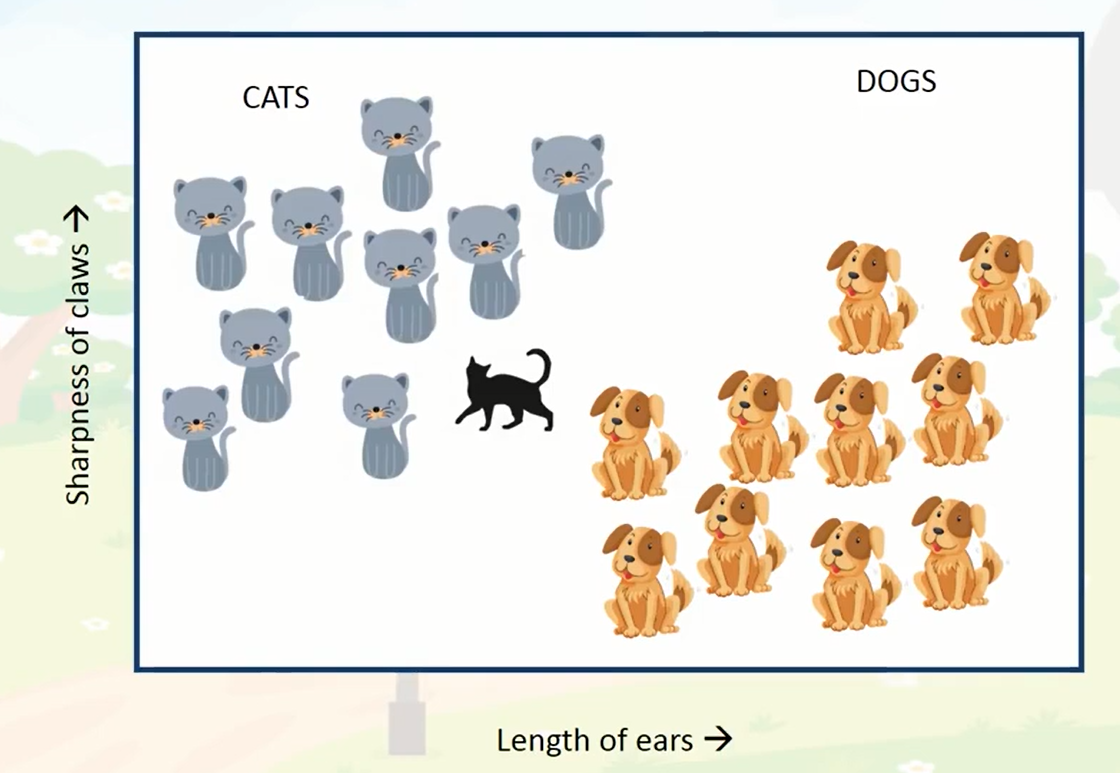 CATS
DOGS
Sharpness of claws →
Length of ears →